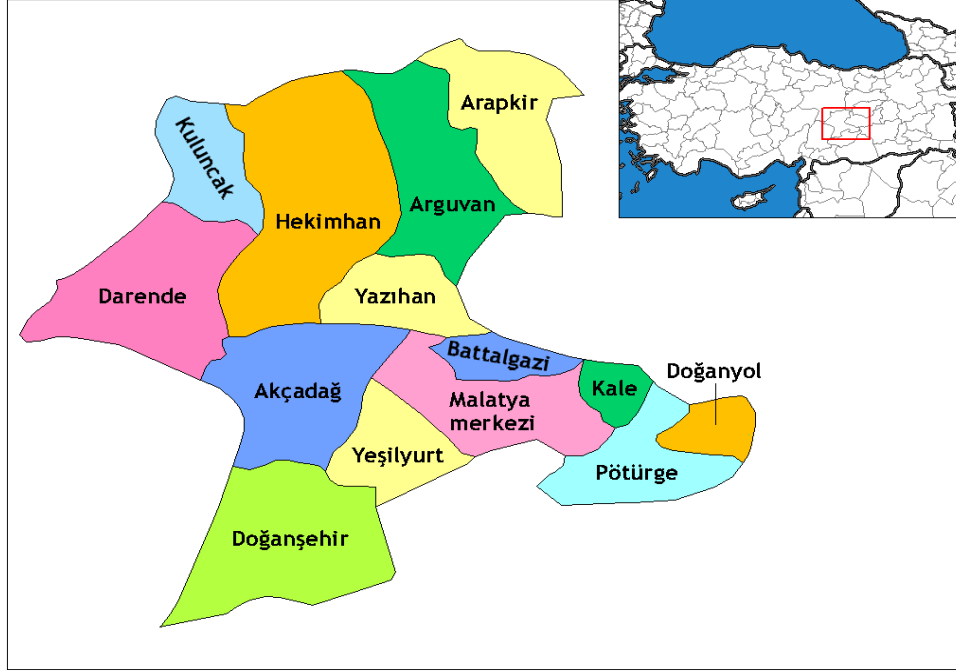 Arapkir
Kuluncak
Arguvan
Hekimhan
Darende
Yazıhan
Battalgazi
Doğanyol
Kale
Akçadağ
Malatya
merkezi
Yeşilyurt
Pötürge
Doğanşehir